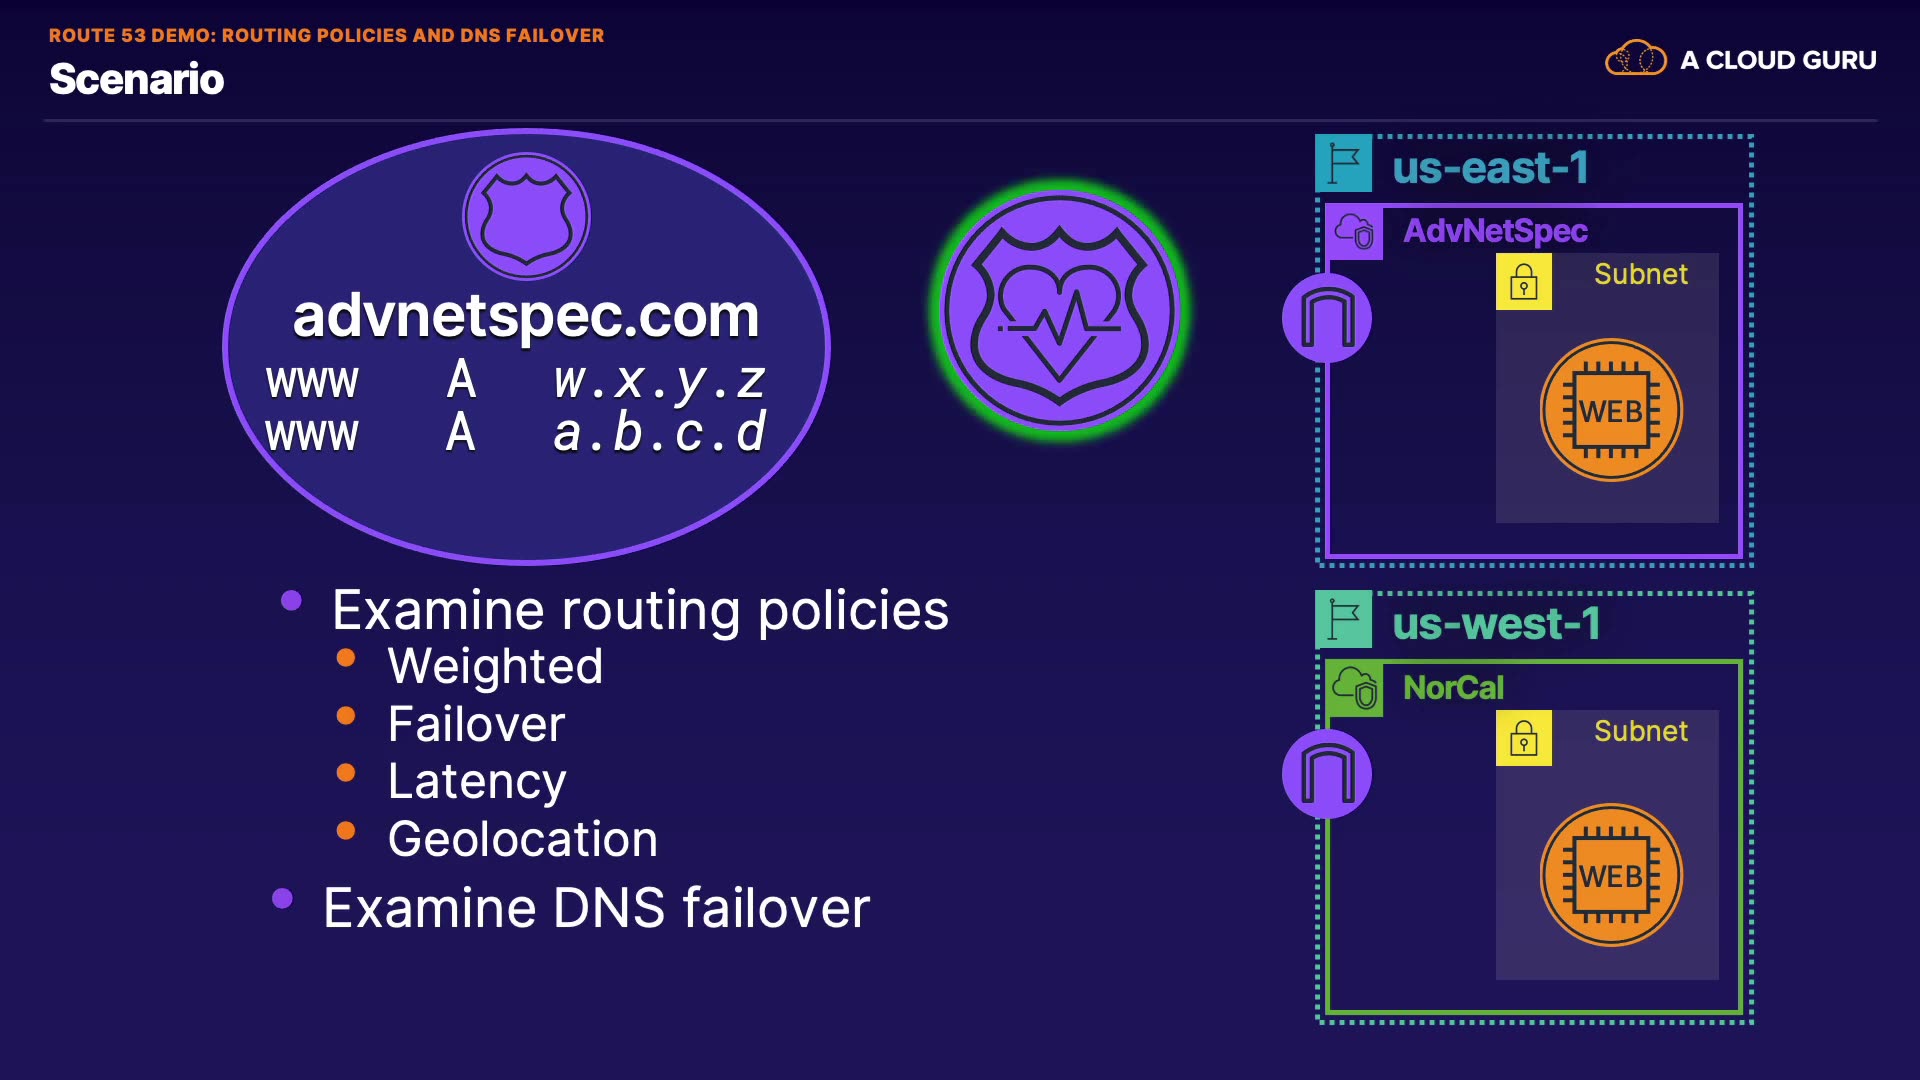 ROUTE 53 DEMO: ROUTING POLICIES AND DNS FAILOVER
Scenario
A CLOUD GURU
advnetspec.com
www A w.x.y.z
www A a.b.c.d
Examine routing policies
Weighted
Failover
Latency
Geolocation
Examine DNS failover
us-east-1
AdvNetSpec
Subnet
WEB
us-west-1
NorCal
Subnet
WEB